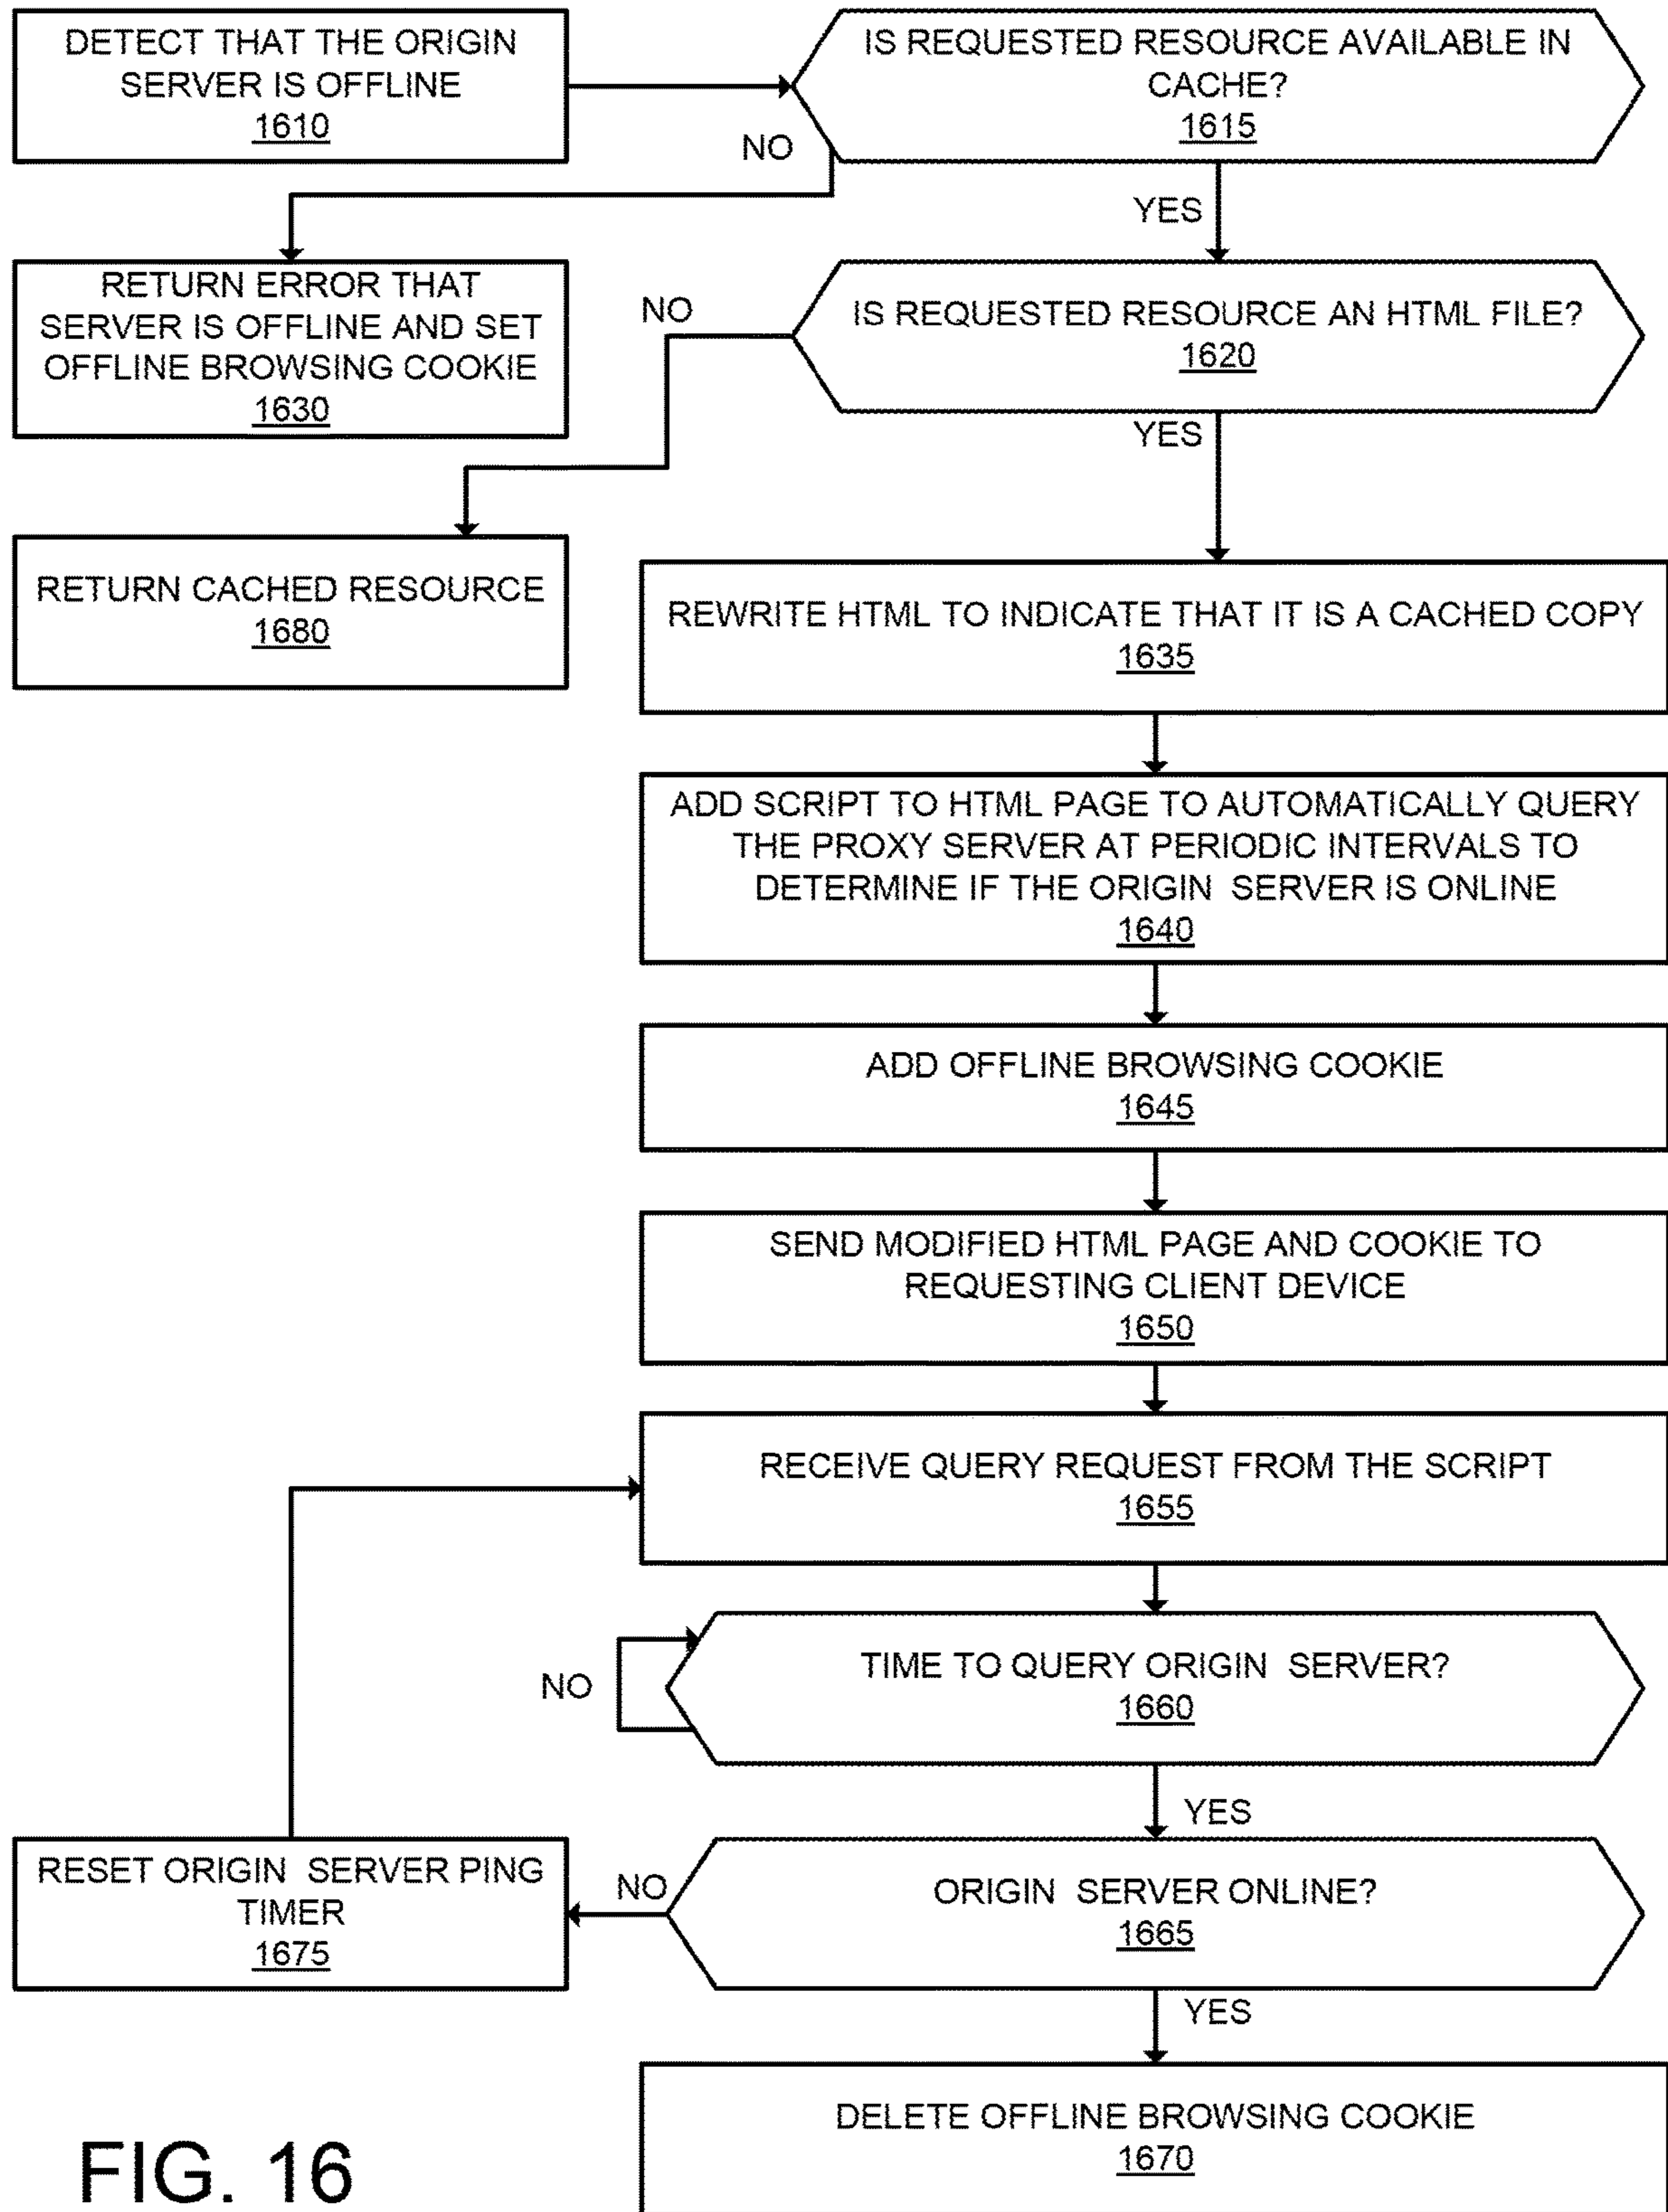 DETECT THAT THE ORIGIN
SERVER IS OFFLINE
1610
IS REQUESTED RESOURCE AVAILABLE IN
CACHE?
1615
NO
YES
RETURN ERROR THAT
SERVER IS OFFLINE AND SET
OFFLINE BROWSING COOKIE
1630
NO
IS REQUESTED RESOURCE AN HTML FILE?
1620
YES
RETURN CACHED RESOURCE
1680
REWRITE HTML TO INDICATE THAT IT IS A CACHED COPY
1635
ADD SCRIPT TO HTML PAGE TO AUTOMATICALLY QUERY
THE PROXY SERVER AT PERIODIC INTERVALS TO
DETERMINE IF THE ORIGIN SERVER IS ONLINE
1640
ADD OFFLINE BROWSING COOKIE
1645
SEND MODIFIED HTML PAGE AND COOKIE TO
REQUESTING CLIENT DEVICE
1650
RECEIVE QUERY REQUEST FROM THE SCRIPT
1655
TIME TO QUERY ORIGIN SERVER?
1660
NO
YES
RESET ORIGIN SERVER PING
TIMER
1675
NO
ORIGIN SERVER ONLINE?
1665
YES
DELETE OFFLINE BROWSING COOKIE
1670
FIG. 16